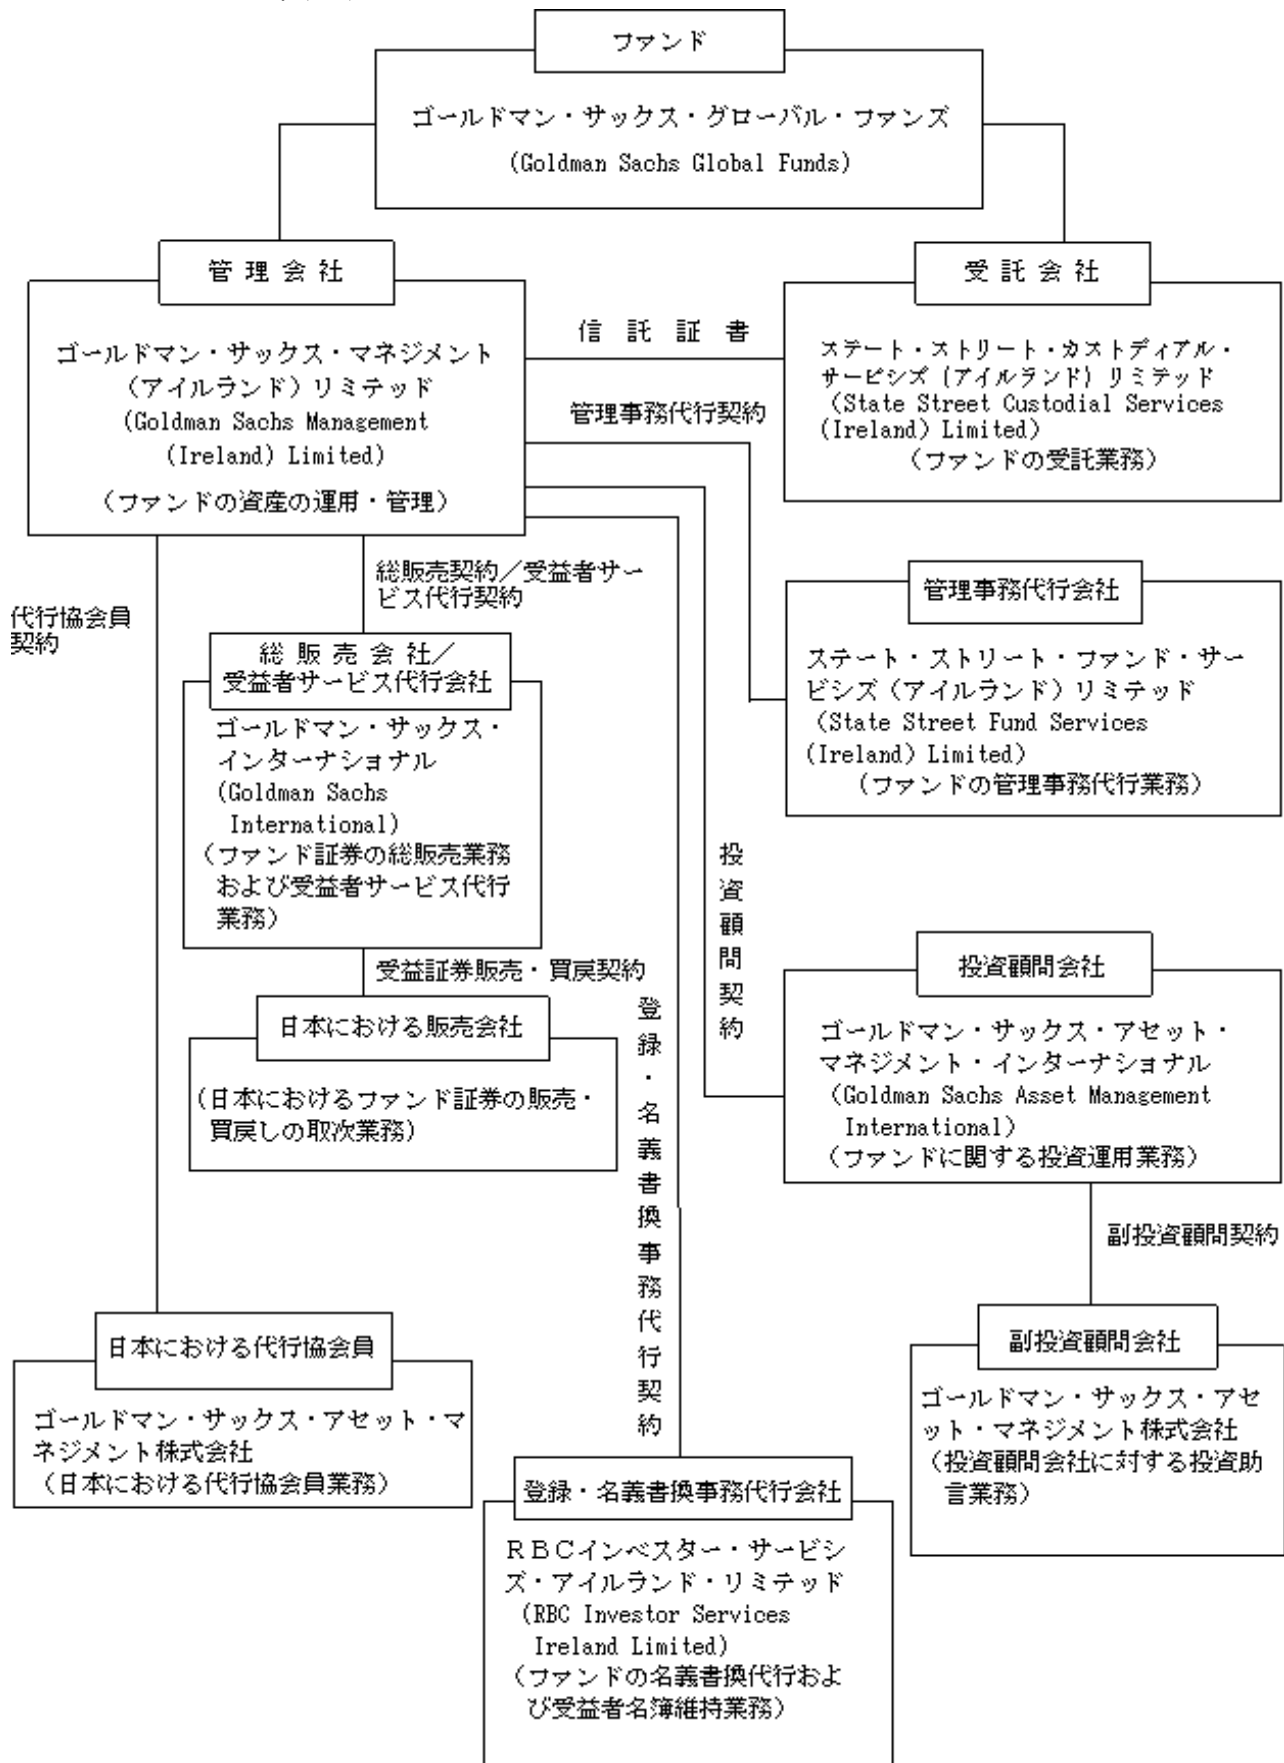 ファンド
ゴールドマン・サックス・グローバル・ファンズ
(Goldman Sachs Global Funds)
管 理 会 社
ゴールドマン・サックス・マネジメント
(アイルランド)リミテッド
(Goldman Sachs Management
(Ireland) Limited)
(ファンドの資産の運用・管理)
受 託 会 社
ステート・ストリート・カストディアル・
サービシズ(アイルランド)リミテッド
(State Street Custodial Services
(Ireland) Limited)
(ファンドの受託業務)
信 託 証 書
管理事務代行契約
総販売契約/受益者サー
ビス代行契約
代行協会員
契約
管理事務代行会社
ステート・ストリート・ファンド・サー
ビシズ(アイルランド)リミテッド
(State Street Fund Services
(Ireland) Limited)
(ファンドの管理事務代行業務)
総 販 売 会 社/
受益者サービス代行会社
ゴールドマン・サックス・
インターナショナル
(Goldman Sachs
International)
(ファンド証券の総販売業務
および受益者サービス代行
業務)
投資顧問契約
受益証券販売・買戻契約
日本における販売会社
(日本におけるファンド証券の販売・
買戻しの取次業務)
登録・名義書換事務代行契約
投資顧問会社
ゴールドマン・サックス・アセット・
マネジメント・インターナショナル
(Goldman Sachs Asset Management
International)
(ファンドに関する投資運用業務)
副投資顧問契約
日本における代行協会員
ゴールドマン・サックス・アセット・マ
ネジメント株式会社
(日本における代行協会員業務)
副投資顧問会社
ゴールドマン・サックス・アセ
ット・マネジメント株式会社
(投資顧問会社に対する投資助
言業務)
登録・名義書換事務代行会社
RBCインベスター・サービシ
ズ・アイルランド・リミテッド
(RBC Investor Services
Ireland Limited)
(ファンドの名義書換代行およ
び受益者名簿維持業務)